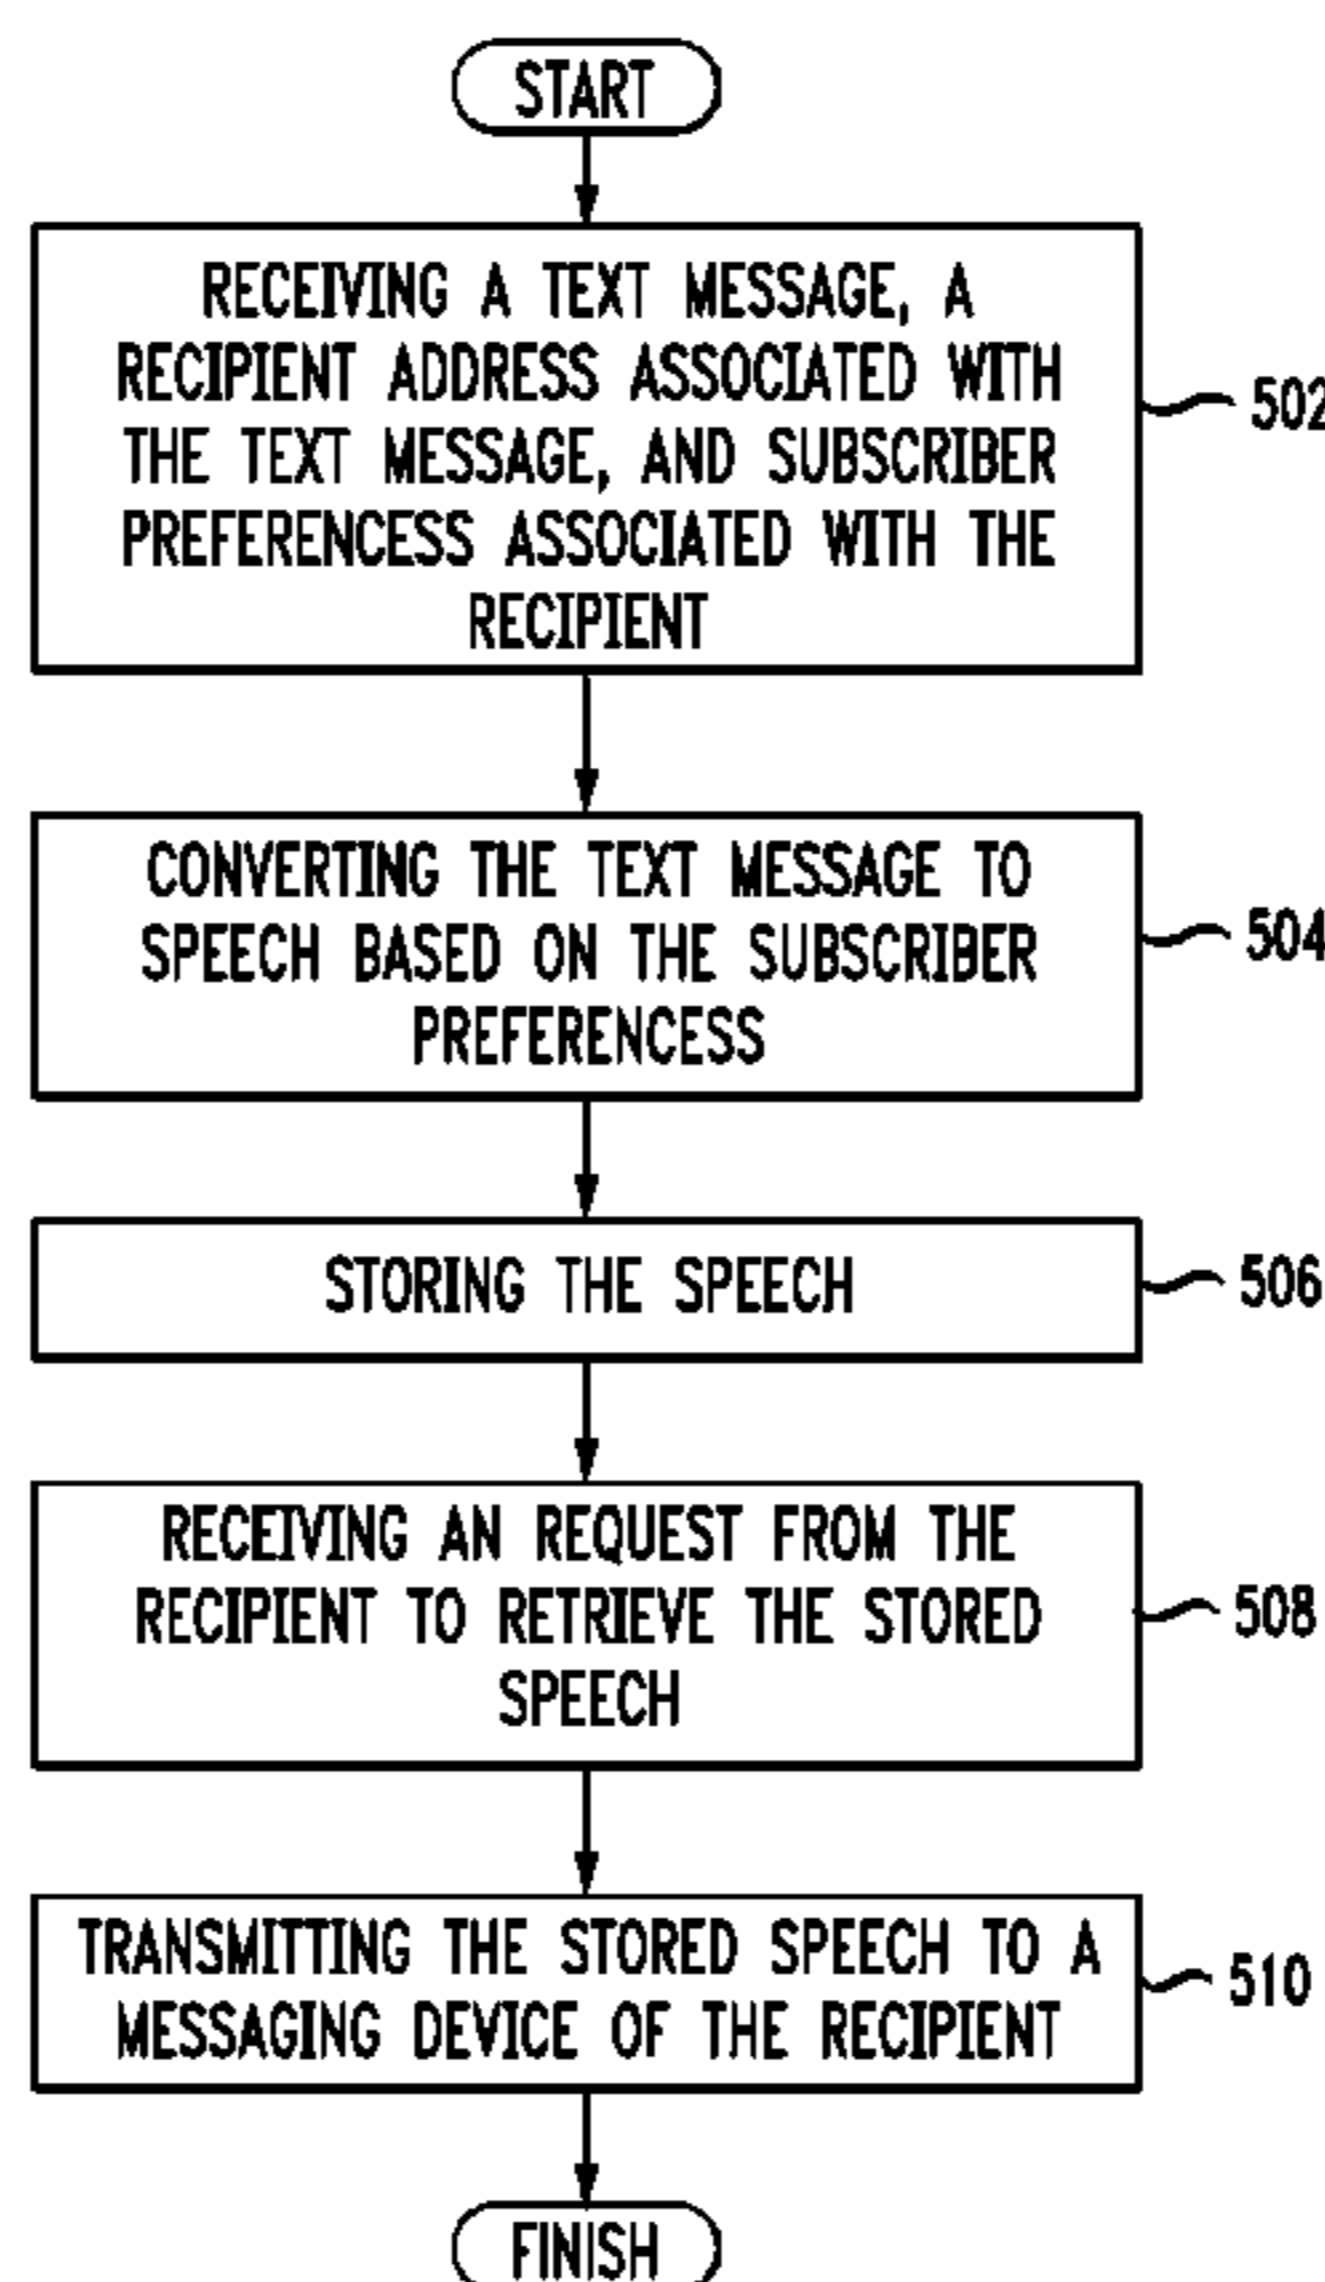 START
RECEIVING A TEXT MESSAGE, A
RECIPIENT ADDRESS ASSOCIATED WITH
THE TEXT MESSAGE, AND SUBSCRIBER
PREFERENCESS ASSOCIATED WITH THE
RECIPIENT
502
CONVERTING THE TEXT MESSAGE TO
SPEECH BASED ON THE SUBSCRIBER
PREFERENCESS
504
STORING THE SPEECH
506
RECEIVING AN REQUEST FROM THE
RECIPIENT TO RETRIEVE THE STORED
SPEECH
508
TRANSMITTING THE STORED SPEECH TO A
MESSAGING DEVICE OF THE RECIPIENT
510
FINISH